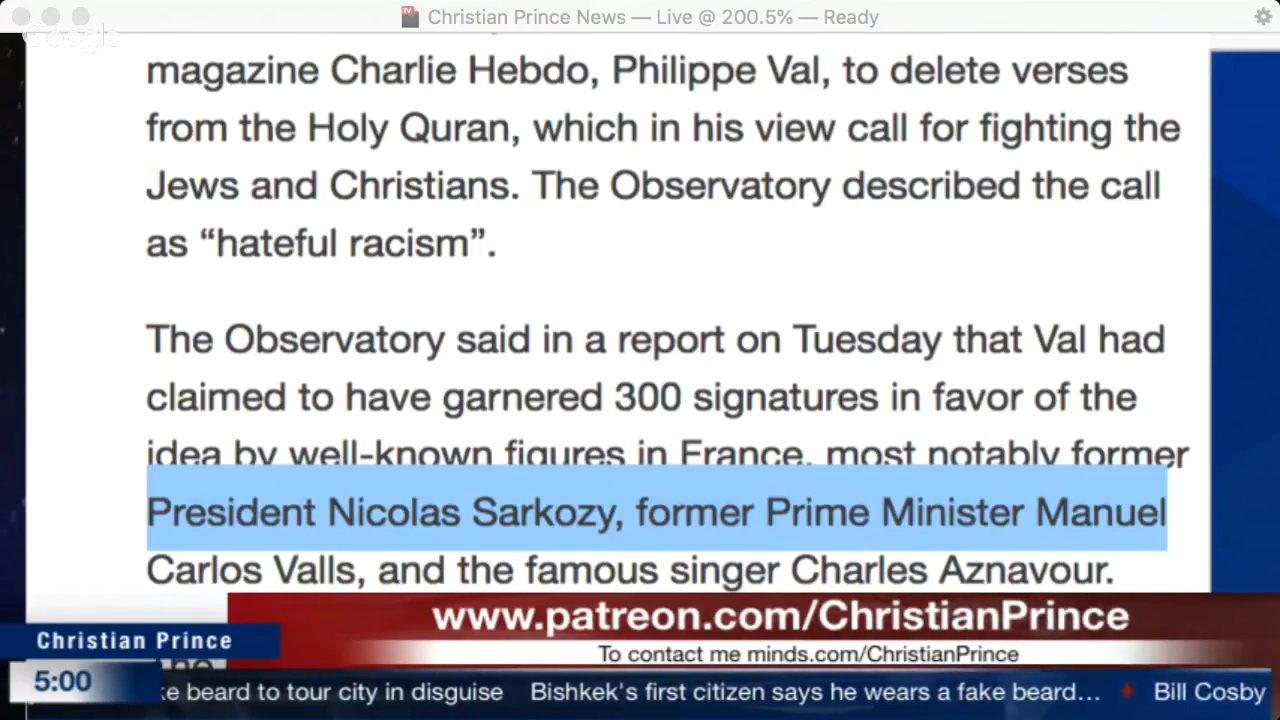 Christian Prince News — Live @ 200.5% — Ready
Google
magazine Charlie Hebdo, Philippe Val, to delete verses
from the Holy Quran, which in his view call for fighting the
Jews and Christians. The Observatory described the call
as “hateful racism”.
The Observatory said in a report on Tuesday that Val had
claimed to have garnered 300 signatures in favor of the
idea by well-known figures in France, most notably former
President Nicolas Sarkozy, former Prime Minister Manuel
Carlos Valls, and the famous singer Charles Aznavour.
www.patreon.com/ChristianPrince
Christian Prince
To contact me minds.com/ChristianPrince
5:00
ke beard to tour city in disguise Bishkek's first citizen says he wears a fake beard... Bill Cosby